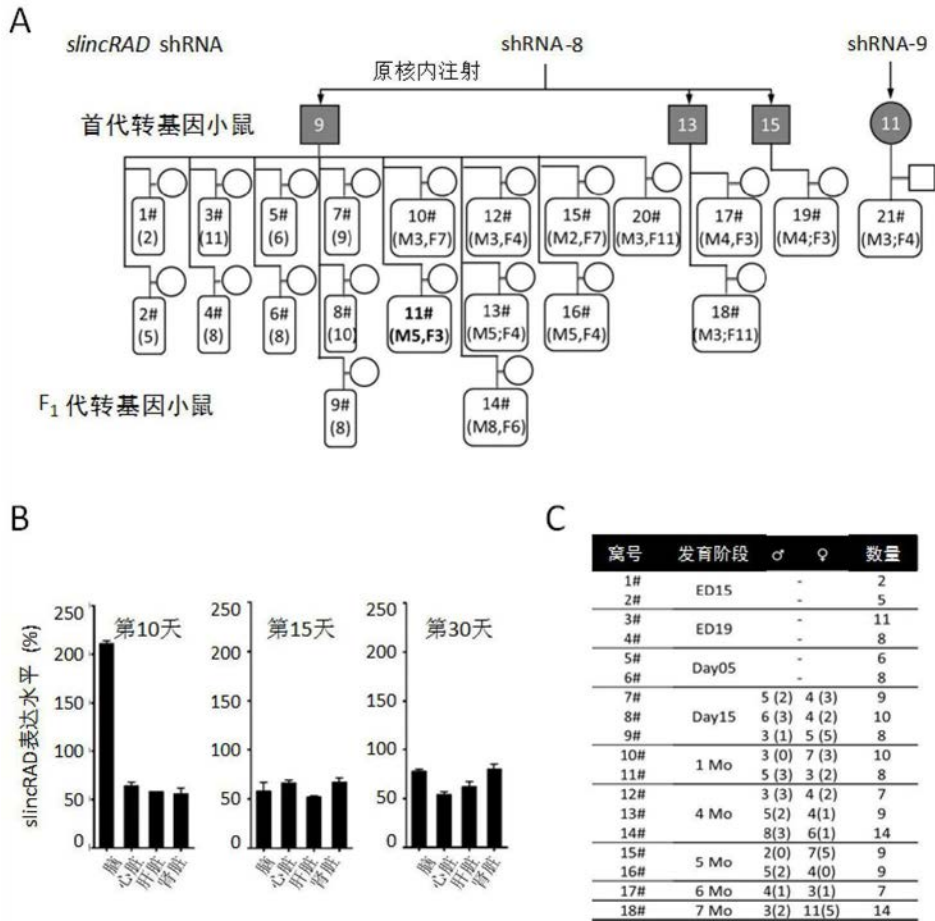 A
slincRAD shRNA
shRNA-8
shRNA-9
原核内注射
首代转基因小鼠
9
13
15
11
1#
(2)
3#
(11)
5#
(6)
7#
(9)
10#
(M3,F7)
12#
(M3,F4)
15#
(M2,F7)
20#
(M3,F11)
17#
(M4,F3)
19#
(M4;F3)
21#
(M3;F4)
2#
(5)
4#
(8)
6#
(8)
8#
(10)
11#
(M5,F3)
13#
(M5;F4)
16#
(M5,F4)
18#
(M3;F11)
F1 代转基因小鼠
9#
(8)
14#
(M8,F6)
B
slincRAD表达水平 (%)
第10天
250
200
150
100
50
0
脑 心脏 肝脏 肾脏
第15天
250
200
150
100
50
0
脑 心脏 肝脏 肾脏
第30天
250
200
150
100
50
0
脑 心脏 肝脏 肾脏
C
窝号 发育阶段 ♂ ♀ 数量
1# ED15 - 2
2# - 5
3# ED19 - 11
4# - 8
5# Day05 - 6
6# - 8
7# Day15 5 (2) 4 (3) 9
8# 6 (3) 4 (2) 10
9# 3 (1) 5 (5) 8
10# 1 Mo 3 (0) 7 (3) 10
11# 5 (3) 3 (2) 8
12# 4 Mo 3 (3) 4 (2) 7
13# 5(2) 4(1) 9
14# 8(3) 6(1) 14
15# 5 Mo 2(0) 7(5) 9
16# 5(2) 4(0) 9
17# 6 Mo 4(1) 3(1) 7
18# 7 Mo 3(2) 11(5) 14